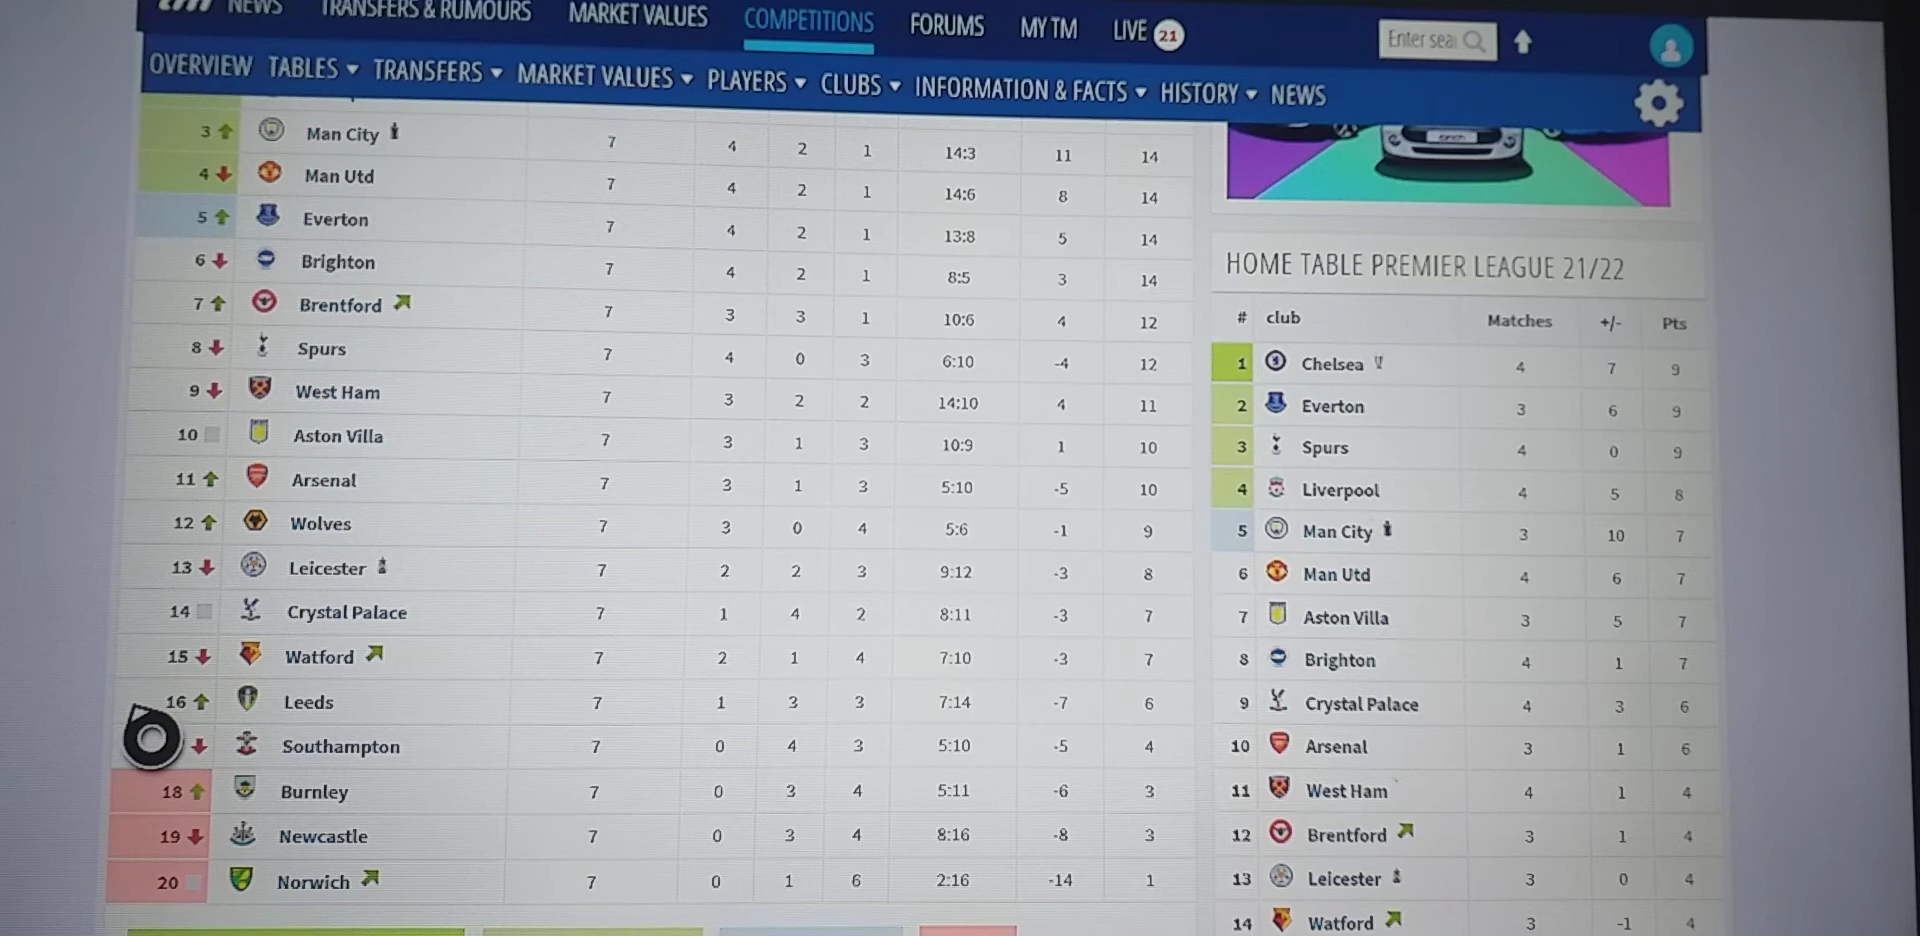 NEWS TRANSFERS & RUMOURS MARKET VALUES COMPETITIONS FORUMS MY TM LIVE 21
OVERVIEW TABLES TRANSFERS MARKET VALUES PLAYERS CLUBS INFORMATION & FACTS HISTORY NEWS
3 Man City 7 4 2 1 14:3 11 14
4 Man Utd 7 4 2 1 14:6 8 14
5 Everton 7 4 2 1 13:8 5 14
6 Brighton 7 4 2 1 8:5 3 14
7 Brentford 7 3 3 1 10:6 4 12
8 Spurs 7 4 0 3 6:10 -4 12
9 West Ham 7 3 2 2 14:10 4 11
10 Aston Villa 7 3 1 3 10:9 1 10
11 Arsenal 7 3 1 3 5:10 -5 10
12 Wolves 7 3 0 4 5:6 -1 9
13 Leicester 7 2 2 3 9:12 -3 8
14 Crystal Palace 7 1 4 2 8:11 -3 7
15 Watford 7 2 1 4 7:10 -3 7
16 Leeds 7 1 3 3 7:14 -7 6
Southampton 7 0 4 3 5:10 -5 4
18 Burnley 7 0 3 4 5:11 -6 3
19 Newcastle 7 0 3 4 8:16 -8 3
20 Norwich 7 0 1 6 2:16 -14 1
HOME TABLE PREMIER LEAGUE 21/22
# club Matches +/- Pts
1 Chelsea 4 7 9
2 Everton 3 6 9
3 Spurs 4 0 9
4 Liverpool 4 5 8
5 Man City 3 10 7
6 Man Utd 4 6 7
7 Aston Villa 3 5 7
8 Brighton 4 1 7
9 Crystal Palace 4 3 6
10 Arsenal 3 1 6
11 West Ham 4 1 4
12 Brentford 3 1 4
13 Leicester 3 0 4
14 Watford 3 -1 4